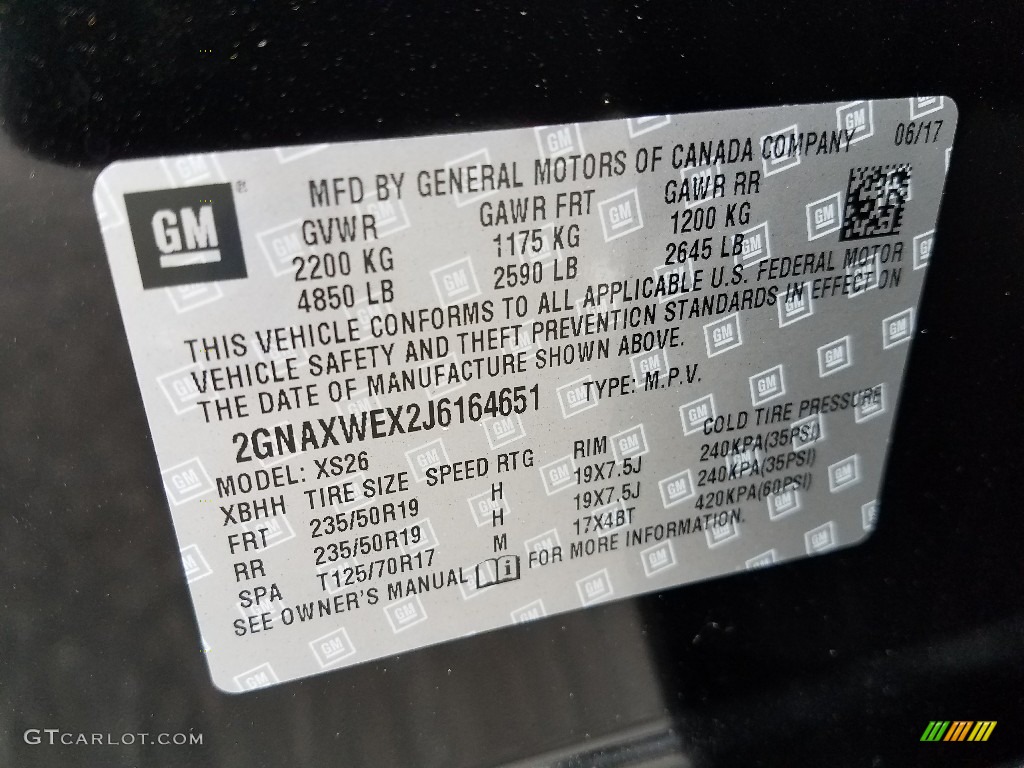 MFD BY GENERAL MOTORS OF CANADA COMPANY 06/17
GM
GVWR GAWR FRT GAWR RR
2200 KG 1175 KG 1200 KG
4850 LB 2590 LB 2645 LB
THIS VEHICLE CONFORMS TO ALL APPLICABLE U.S. FEDERAL MOTOR
VEHICLE SAFETY AND THEFT PREVENTION STANDARDS IN EFFECT ON
THE DATE OF MANUFACTURE SHOWN ABOVE.
2GNAXWEX2J6164651 TYPE: M.P.V.
MODEL: XS26
XBHH TIRE SIZE SPEED RTG RIM COLD TIRE PRESSURE
FRT 235/50R19 H 19X7.5J 240KPA(35PSI)
RR 235/50R19 H 19X7.5J 240KPA(35PSI)
SPA T125/70R17 M 17X4BT 420KPA(60PSI)
SEE OWNER'S MANUAL i FOR MORE INFORMATION.
GTCARLOT.COM